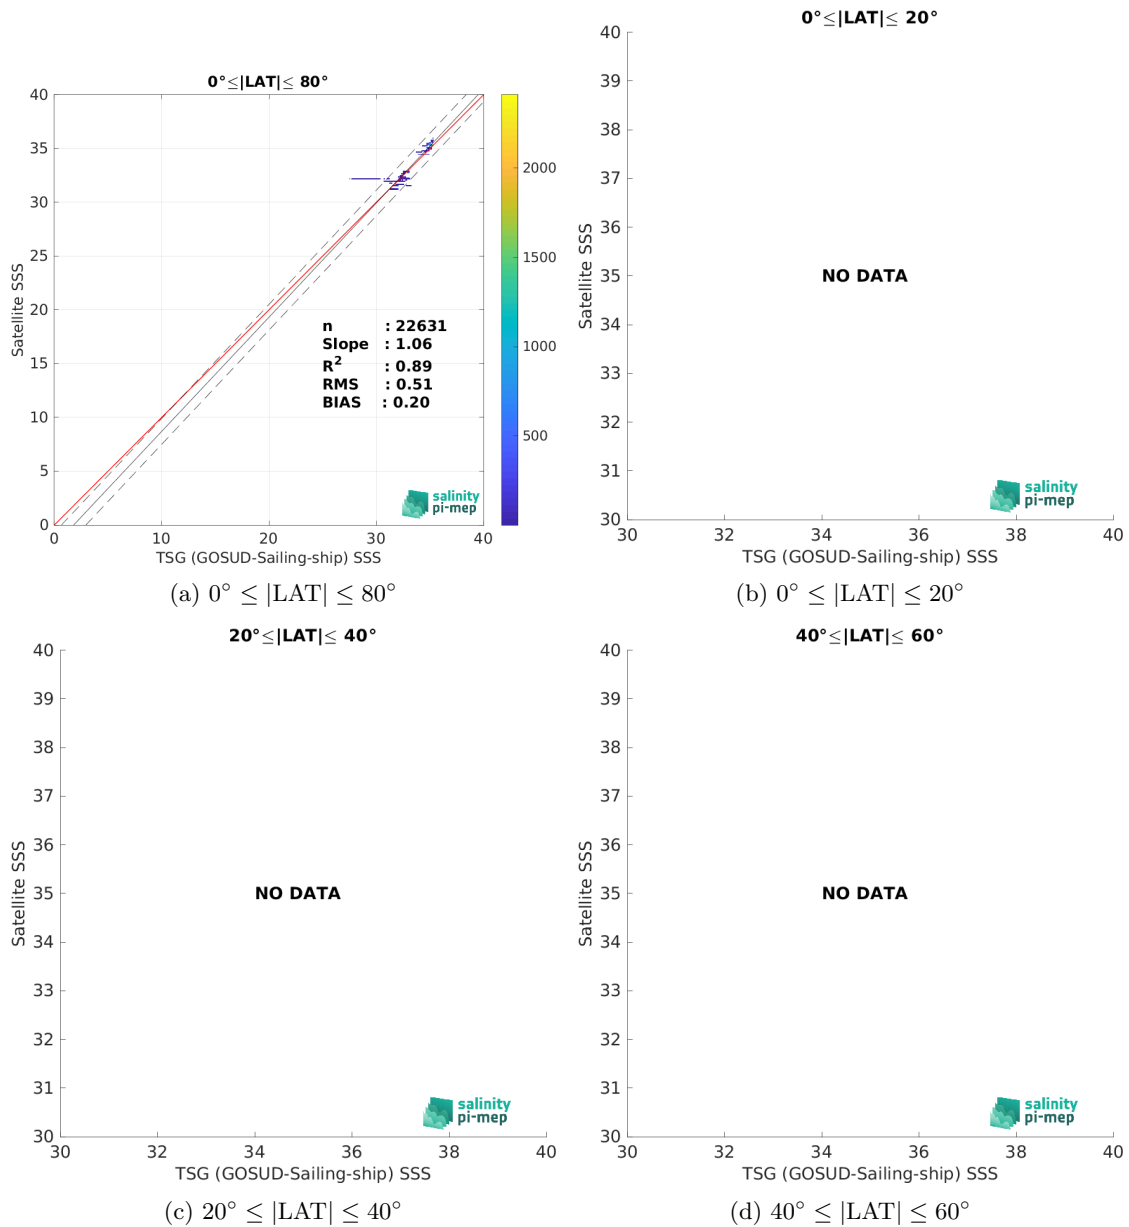 0°≤|LAT|≤ 80°
40
35
30
25
20
15
10
5
0
Satellite SSS
0 10 20 30 40
TSG (GOSUD-Sailing-ship) SSS
n : 22631
Slope : 1.06
R² : 0.89
RMS : 0.51
BIAS : 0.20
2000
1500
1000
500
salinity
pi-mep
(a) 0° ≤ |LAT| ≤ 80°
0°≤|LAT|≤ 20°
40
39
38
37
36
35
34
33
32
31
30
Satellite SSS
NO DATA
salinity
pi-mep
30 32 34 36 38 40
TSG (GOSUD-Sailing-ship) SSS
(b) 0° ≤ |LAT| ≤ 20°
20°≤|LAT|≤ 40°
40
39
38
37
36
35
34
33
32
31
30
Satellite SSS
NO DATA
salinity
pi-mep
30 32 34 36 38 40
TSG (GOSUD-Sailing-ship) SSS
(c) 20° ≤ |LAT| ≤ 40°
40°≤|LAT|≤ 60°
40
39
38
37
36
35
34
33
32
31
30
Satellite SSS
NO DATA
salinity
pi-mep
30 32 34 36 38 40
TSG (GOSUD-Sailing-ship) SSS
(d) 40° ≤ |LAT| ≤ 60°